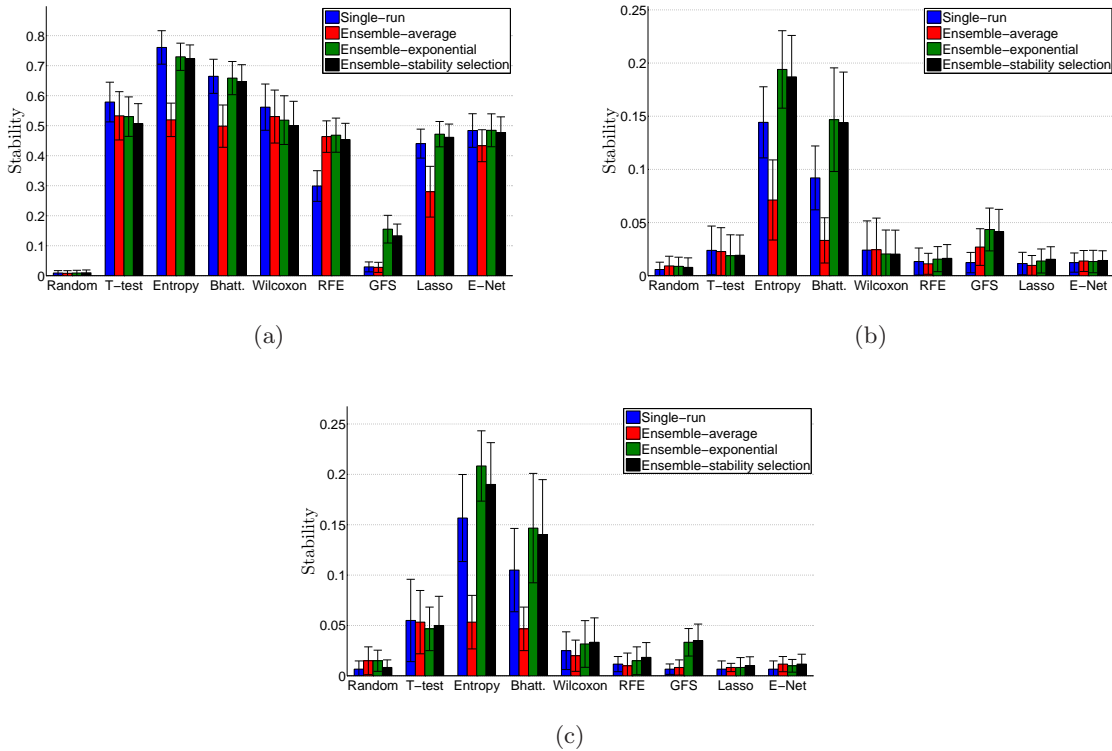 Single−run
Ensemble−average
Ensemble−exponential
Ensemble−stability selection
Stability
0.8
0.7
0.6
0.5
0.4
0.3
0.2
0.1
0
Random T−test Entropy Bhatt. Wilcoxon RFE GFS Lasso E−Net
(a)
Single−run
Ensemble−average
Ensemble−exponential
Ensemble−stability selection
Stability
0.25
0.2
0.15
0.1
0.05
0
Random T−test Entropy Bhatt. Wilcoxon RFE GFS Lasso E−Net
(b)
Single−run
Ensemble−average
Ensemble−exponential
Ensemble−stability selection
Stability
0.25
0.2
0.15
0.1
0.05
0
Random T−test Entropy Bhatt. Wilcoxon RFE GFS Lasso E−Net
(c)